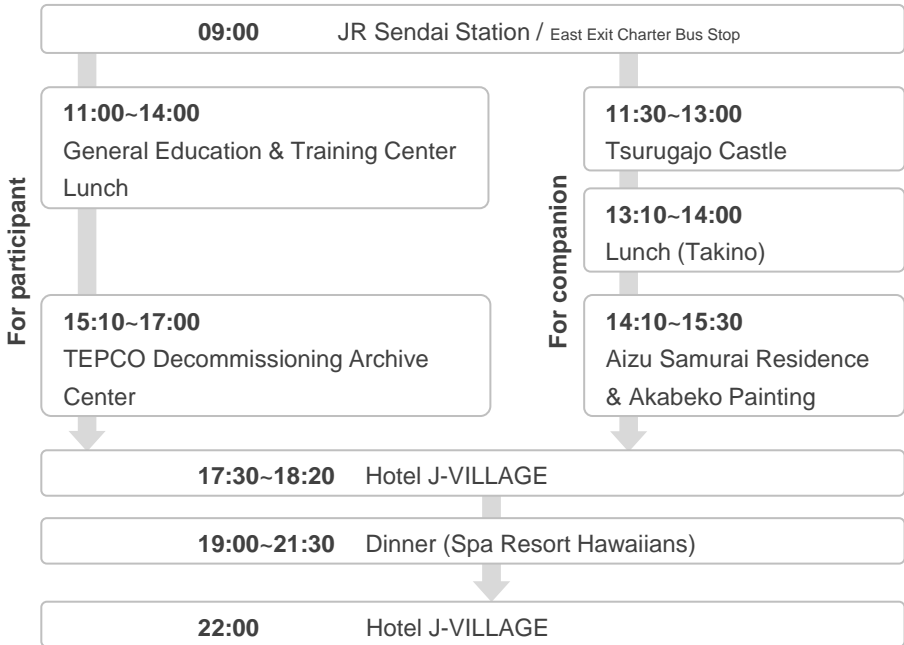 09:00 JR Sendai Station / East Exit Charter Bus Stop
For participant
11:00~14:00
General Education & Training Center
Lunch
15:10~17:00
TEPCO Decommissioning Archive
Center
For companion
11:30~13:00
Tsurugajo Castle
13:10~14:00
Lunch (Takino)
14:10~15:30
Aizu Samurai Residence
& Akabeko Painting
17:30~18:20 Hotel J-VILLAGE
19:00~21:30 Dinner (Spa Resort Hawaiians)
22:00 Hotel J-VILLAGE